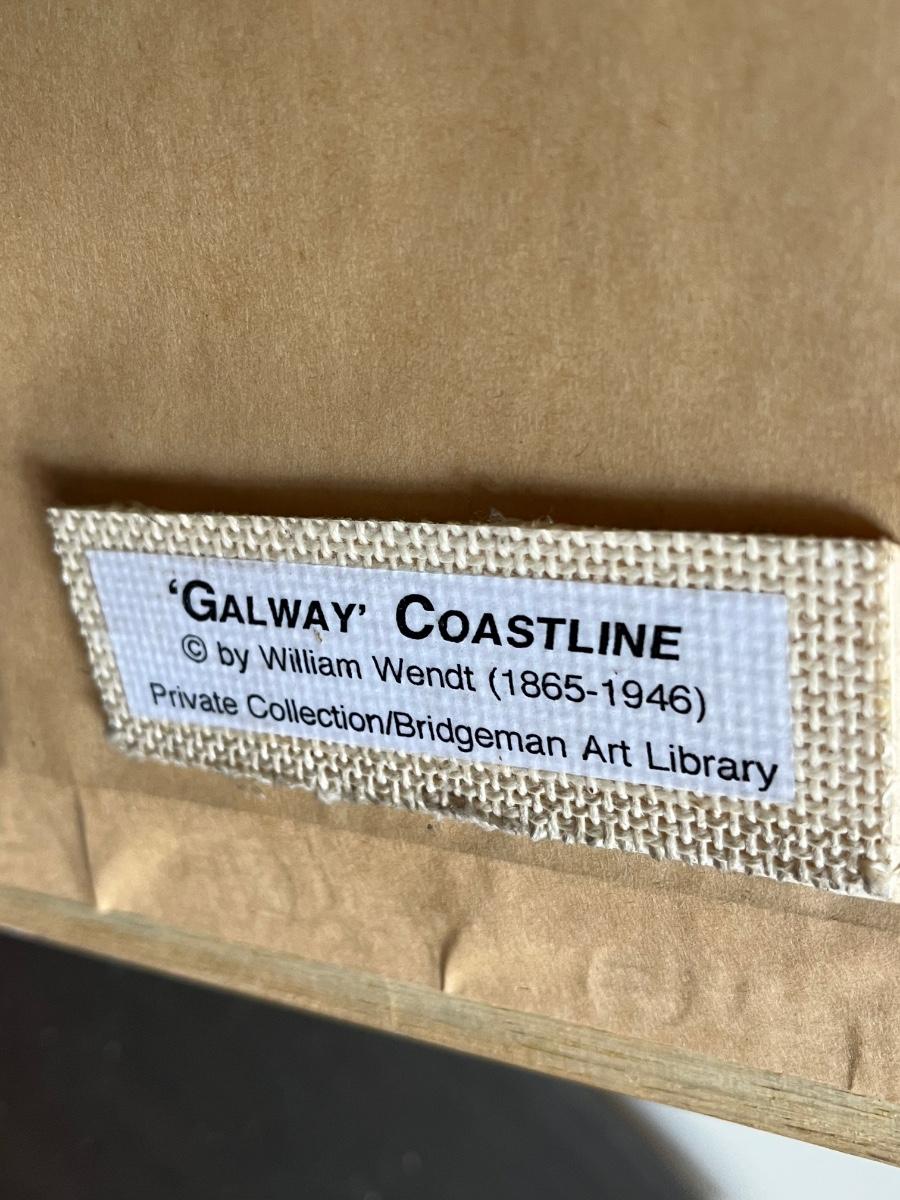 ‘GALWAY’ COASTLINE
© by William Wendt (1865-1946)
Private Collection/Bridgeman Art Library